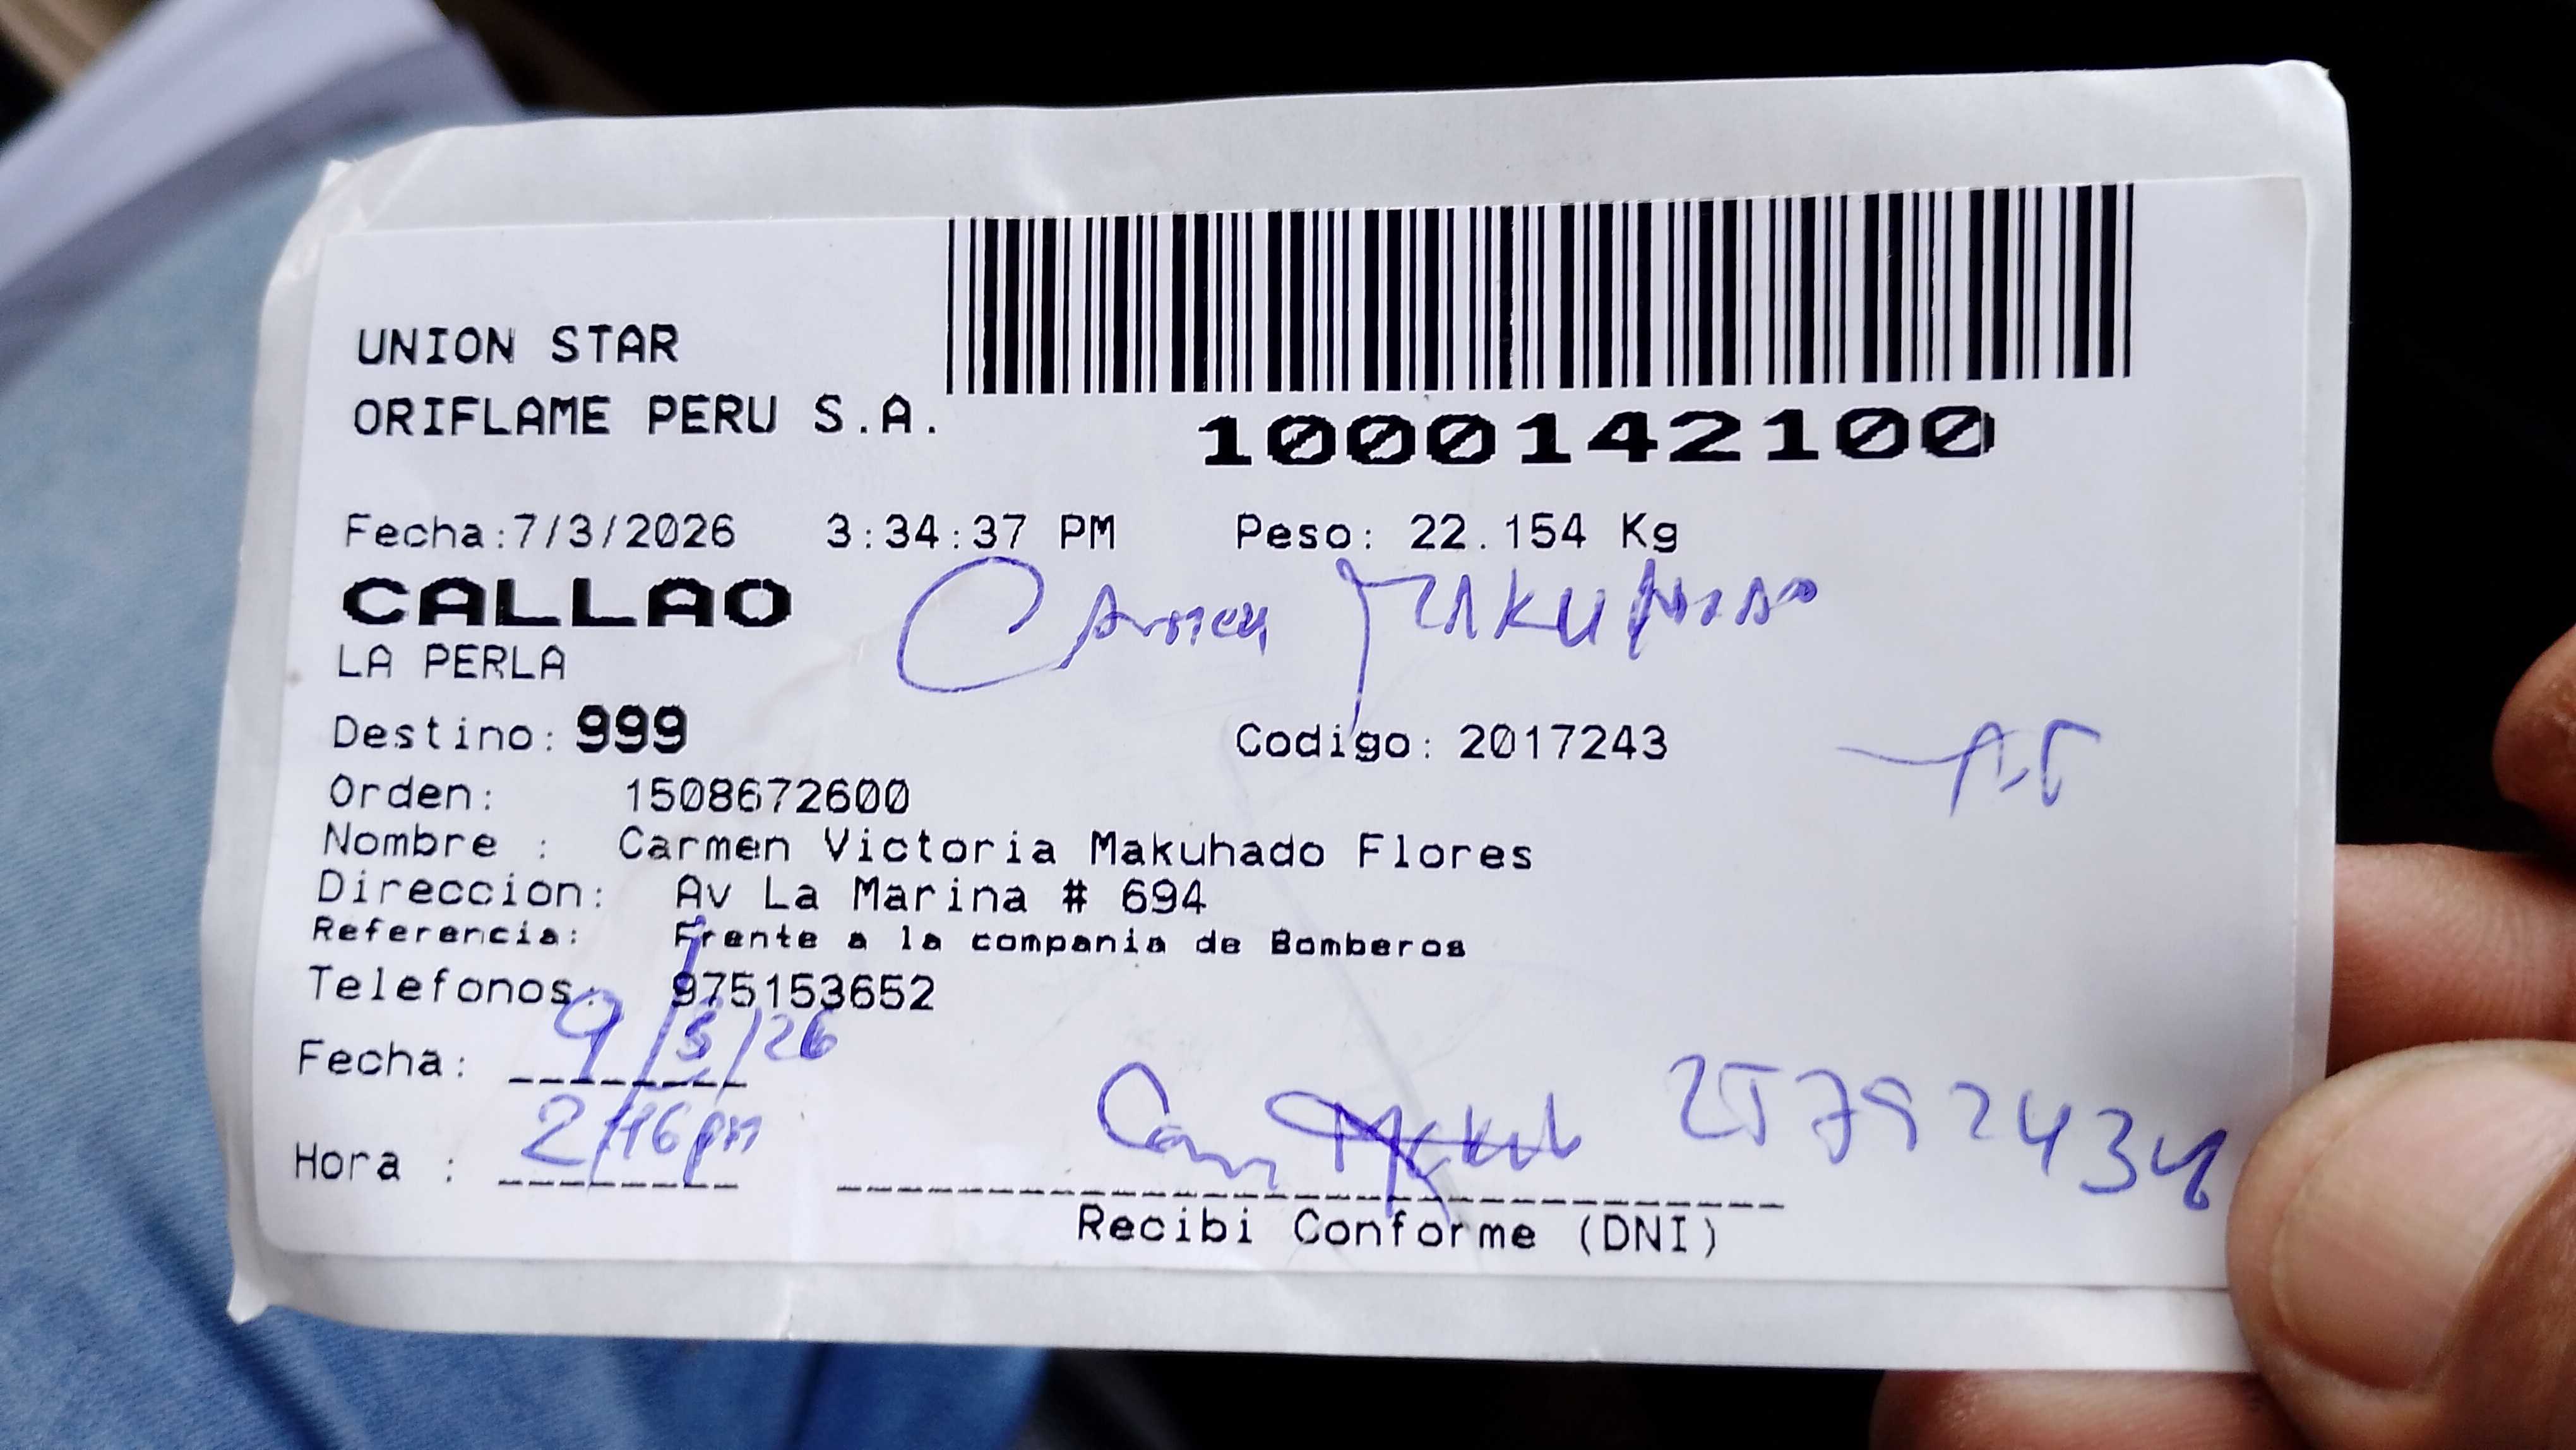 UNION STAR
ORIFLAME PERU S.A.
1000142100
Fecha:7/3/2026 3:34:37 PM Peso: 22.154 Kg
CALLAO
Carmen
LA PERLA
Destino: 999 Codigo: 2017243
Orden: 1508672600
Nombre : Carmen Victoria Makuhado Flores
Direccion: Av La Marina # 694
Referencia: Frente a la compania de Bomberos
Telefonos: 975153652
Fecha: 9/3/26
Hora : 2/16pm
Recibi Conforme (DNI)